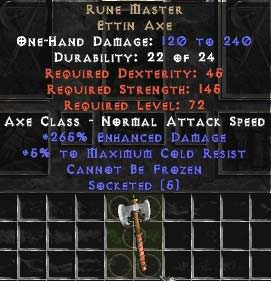 Rune Master
Ettin Axe
One-Hand Damage: 120 to 240
Durability: 22 of 24
Required Dexterity: 45
Required Strength: 145
Required Level: 72
Axe Class - Normal Attack Speed
+265% Enhanced Damage
+5% to Maximum Cold Resist
Cannot Be Frozen
Socketed (5)